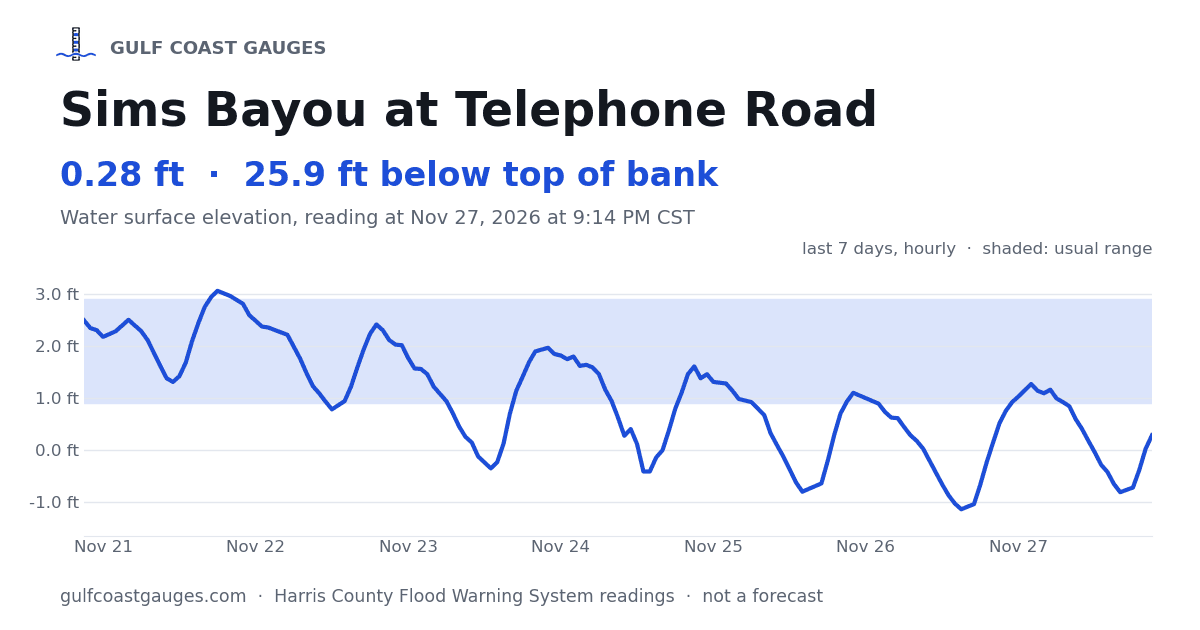 GULF COAST GAUGES
Sims Bayou at Telephone Road
0.28 ft · 25.9 ft below top of bank
Water surface elevation, reading at Nov 27, 2026 at 9:14 PM CST
last 7 days, hourly · shaded: usual range
3.0 ft
2.0 ft
1.0 ft
0.0 ft
-1.0 ft
Nov 21 Nov 22 Nov 23 Nov 24 Nov 25 Nov 26 Nov 27
gulfcoastgauges.com · Harris County Flood Warning System readings · not a forecast